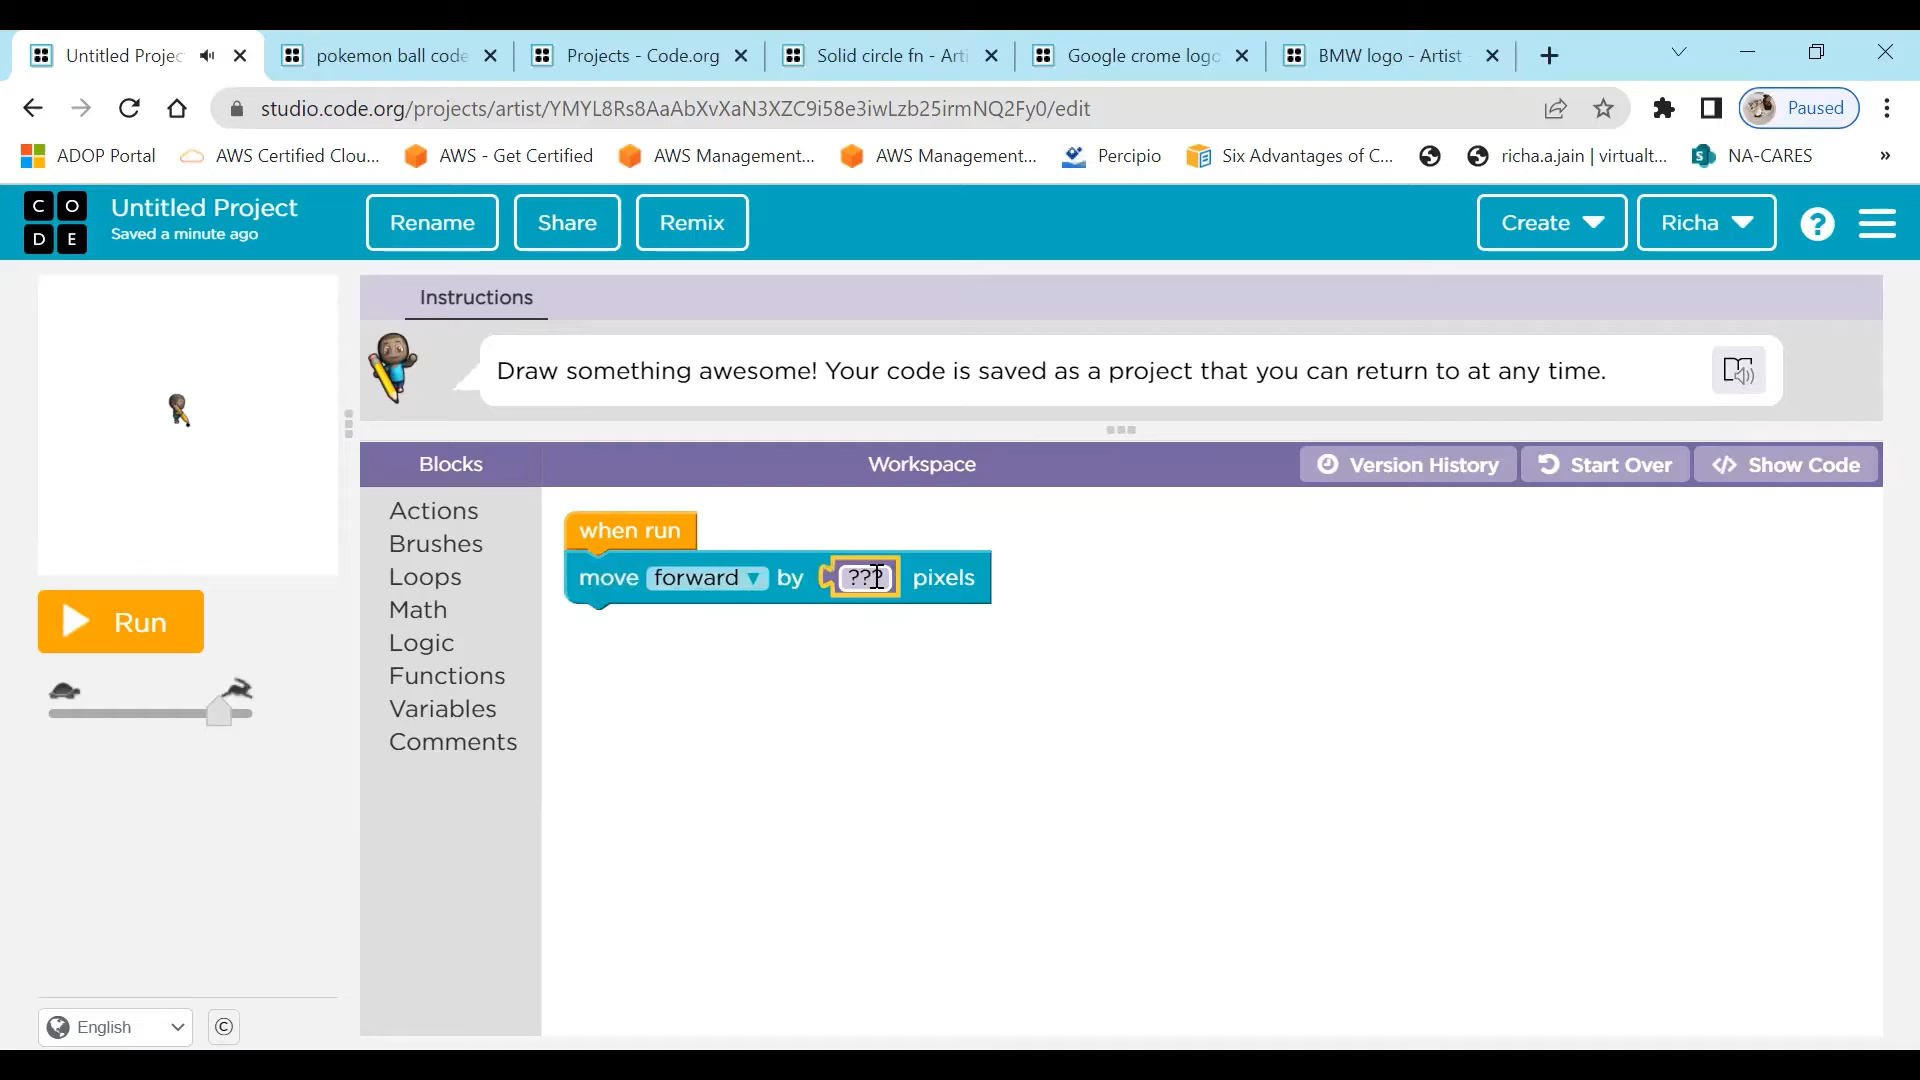 Untitled Projec
pokemon ball code
Projects - Code.org
Solid circle fn - Arti
Google crome logo
BMW logo - Artist -
studio.code.org/projects/artist/YMYL8Rs8AaAbXvXaN3XZC9i58e3iwLzb25irmNQ2Fy0/edit
Paused
ADOP Portal
AWS Certified Clou...
AWS - Get Certified
AWS Management...
AWS Management...
Percipio
Six Advantages of C...
richa.a.jain | virtualt...
NA-CARES
»
CO
DE
Untitled Project
Saved a minute ago
Rename
Share
Remix
Create
Richa
?
Instructions
Draw something awesome! Your code is saved as a project that you can return to at any time.
Blocks
Workspace
Version History
Start Over
</> Show Code
Actions
Brushes
Loops
Math
Logic
Functions
Variables
Comments
when run
move forward by ??? pixels
Run
English
©